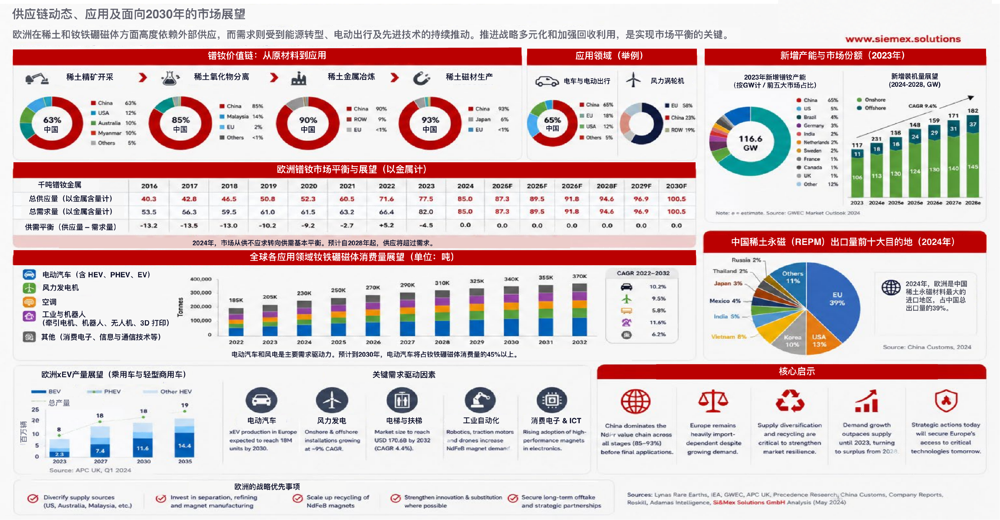 供应链动态、应用及面向2030年的市场展望
欧洲在稀土和钕铁硼磁体方面高度依赖外部供应，而需求则受到能源转型、电动出行及先进技术的持续推动。推进战略多元化和加强回收利用，是实现市场平衡的关键。
www.siemex.solutions
镨钕价值链：从原材料到应用
稀土精矿开采
稀土氧化物分离
稀土金属冶炼
稀土磁材生产
63%
中国
China 63%
USA 12%
Australia 10%
Myanmar 10%
Others 5%
85%
中国
China 85%
Malaysia 14%
EU 2%
Others <1%
90%
中国
China 90%
ROW 9%
EU <1%
93%
中国
China 93%
Japan 6%
EU <1%
应用领域（举例）
电车与电动出行
风力涡轮机
65%
中国
China 65%
EU 18%
USA 12%
Others 5%
EU 58%
China 23%
ROW 19%
新增产能与市场份额（2023年）
2023年新增镨钕产能
（按GW计 / 前五大市场占比）
116.6
GW
China 65%
US 5%
Brazil 4%
Germany 3%
India 2%
Netherlands 2%
Sweden 2%
France 1%
Canada 1%
UK 1%
Other 12%
新增装机量展望
(2024-2028, GW)
Onshore
Offshore
CAGR 9.4%
117 231 138 148 159 171 182
11 18 18 24 29 31 37
106 113 120 124 130 140 145
2023 2024e 2025e 2026e 2026e 2027e 2028e
Note: e = estimate. Source: GWEC Market Outlook 2024
欧洲镨钕市场平衡与展望（以金属计）
千吨镨钕金属 2016 2017 2018 2019 2020 2021 2022 2023 2024 2025F 2025F 2026F 2028F 2029F 2030F
总供应量（以金属含量计） 40.3 42.8 46.5 50.8 52.3 60.5 71.6 77.5 85.0 87.3 89.5 91.8 94.6 96.9 100.5
总需求量（以金属含量计） 53.5 56.3 59.5 61.0 61.5 63.2 66.4 82.0 85.0 87.3 89.5 91.8 94.6 96.9 100.5
供需平衡（供应量 – 需求量） -13.2 -13.5 -13.0 -10.2 -9.2 -2.7 +5.2 -4.5 0.0 0.0 0.0 0.0 0.0 0.0 0.0
2024年，市场从供不应求转向供需基本平衡。预计自2028年起，供应将超过需求。
全球各应用领域钕铁硼磁体消费量展望（单位：吨）
电动汽车（含 HEV、PHEV、EV）
风力发电机
空调
工业与机器人
（牵引电机、机器人、无人机、3D 打印）
其他（消费电子、信息与通信技术等）
Tonnes
400,000
300,000
200,000
100,000
0
185K 205K 230K 250K 270K 290K 310K 325K 340K 355K 370K
2022 2023 2024 2025 2026 2027 2028 2029 2030 2031 2032
电动汽车和风电是主要需求驱动力。预计到2030年，电动汽车将占钕铁硼磁体消费量的45%以上。
CAGR 2022–2032
10.2%
9.5%
5.8%
11.6%
6.2%
中国稀土永磁（REPM）出口量前十大目的地（2024年）
Russia 2%
Thailand 2%
Japan 3%
Mexico 4%
India 5%
Vietnam 8%
Korea
10%
USA
13%
EU
39%
Others
11%
2024年，欧洲是中国
稀土永磁材料最大的
进口地区，占中国总
出口量的39%。
Source: China Customs, 2024
欧洲xEV产量展望（乘用车与轻型商用车）
BEV
PHEV
Other HEV
总产量
百万辆
25
10
5
0
8 18 18 19
2.3 7.4 11.6 14.4
2023 2027 2030 2035
Source: APC UK, Q1 2024
关键需求驱动因素
电动汽车
xEV production in Europe
expected to reach 18M
units by 2030.
风力发电
Onshore & offshore
installations growing
at ~9% CAGR.
电梯与扶梯
Market size to reach
USD 170.6B by 2032
(CAGR 4.4%).
工业自动化
Robotics, traction motors
and drones increase
NdFeB magnet demand
消费电子 & ICT
Rising adoption of high-
performance magnets
in electronics.
核心启示
China dominates the
value chain across
all stages (85–93%)
before final applications.
Europe remains
heavily import-
dependent despite
growing demand.
Supply diversification
and recycling are
critical to strengthen
market resilience.
Demand growth
outpaces supply
until 2023, turning
to surplus from 2028.
Strategic actions today
will secure Europe's
access to critical
technologies tomorrow.
欧洲的战略优先事项
Divecrify supply sources
(US, Australia, Malaysia, etc.)
Invest in separation, refining
and magnet manufacturing
Scale up recycling of
NdFeB magnets
Strengthen innovation & substitution
where possible
Secure long-term offtake
and strategic partnerships
Sources: Lynas Rare Earths, IEA, GWEC, APC UK, Precedence Reseerch, China Customs, Company Reports,
Roskill, Adamas Intelligence, Si&Mex Solutions GmbH Analysis (May 2024)